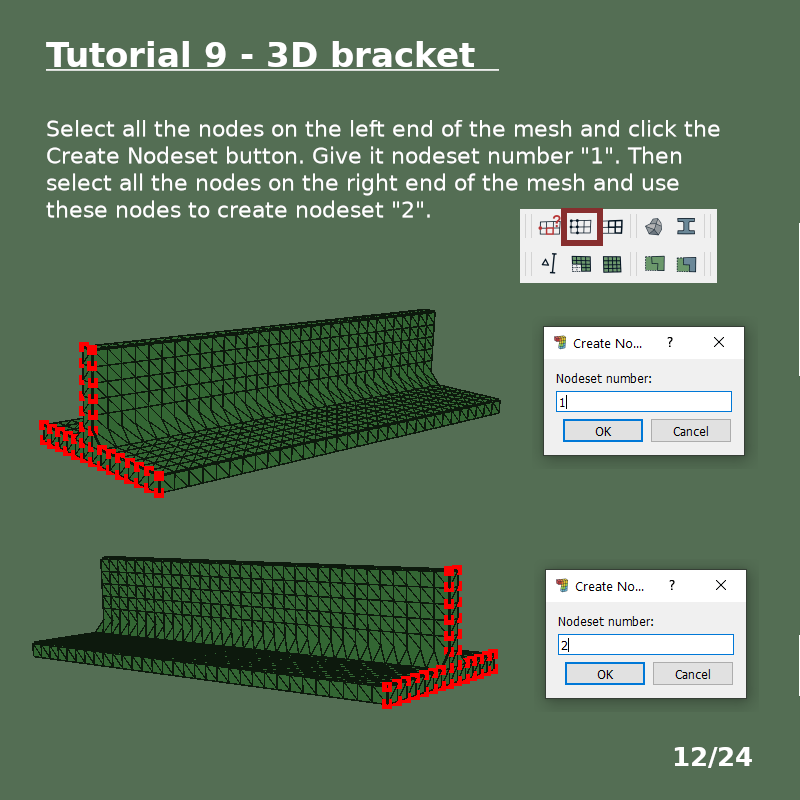 Tutorial 9 - 3D bracket
Select all the nodes on the left end of the mesh and click the
Create Nodeset button. Give it nodeset number "1". Then
select all the nodes on the right end of the mesh and use
these nodes to create nodeset "2".
?
Create No... ?
Nodeset number:
1
OK Cancel
Create No... ?
Nodeset number:
2
OK Cancel
12/24